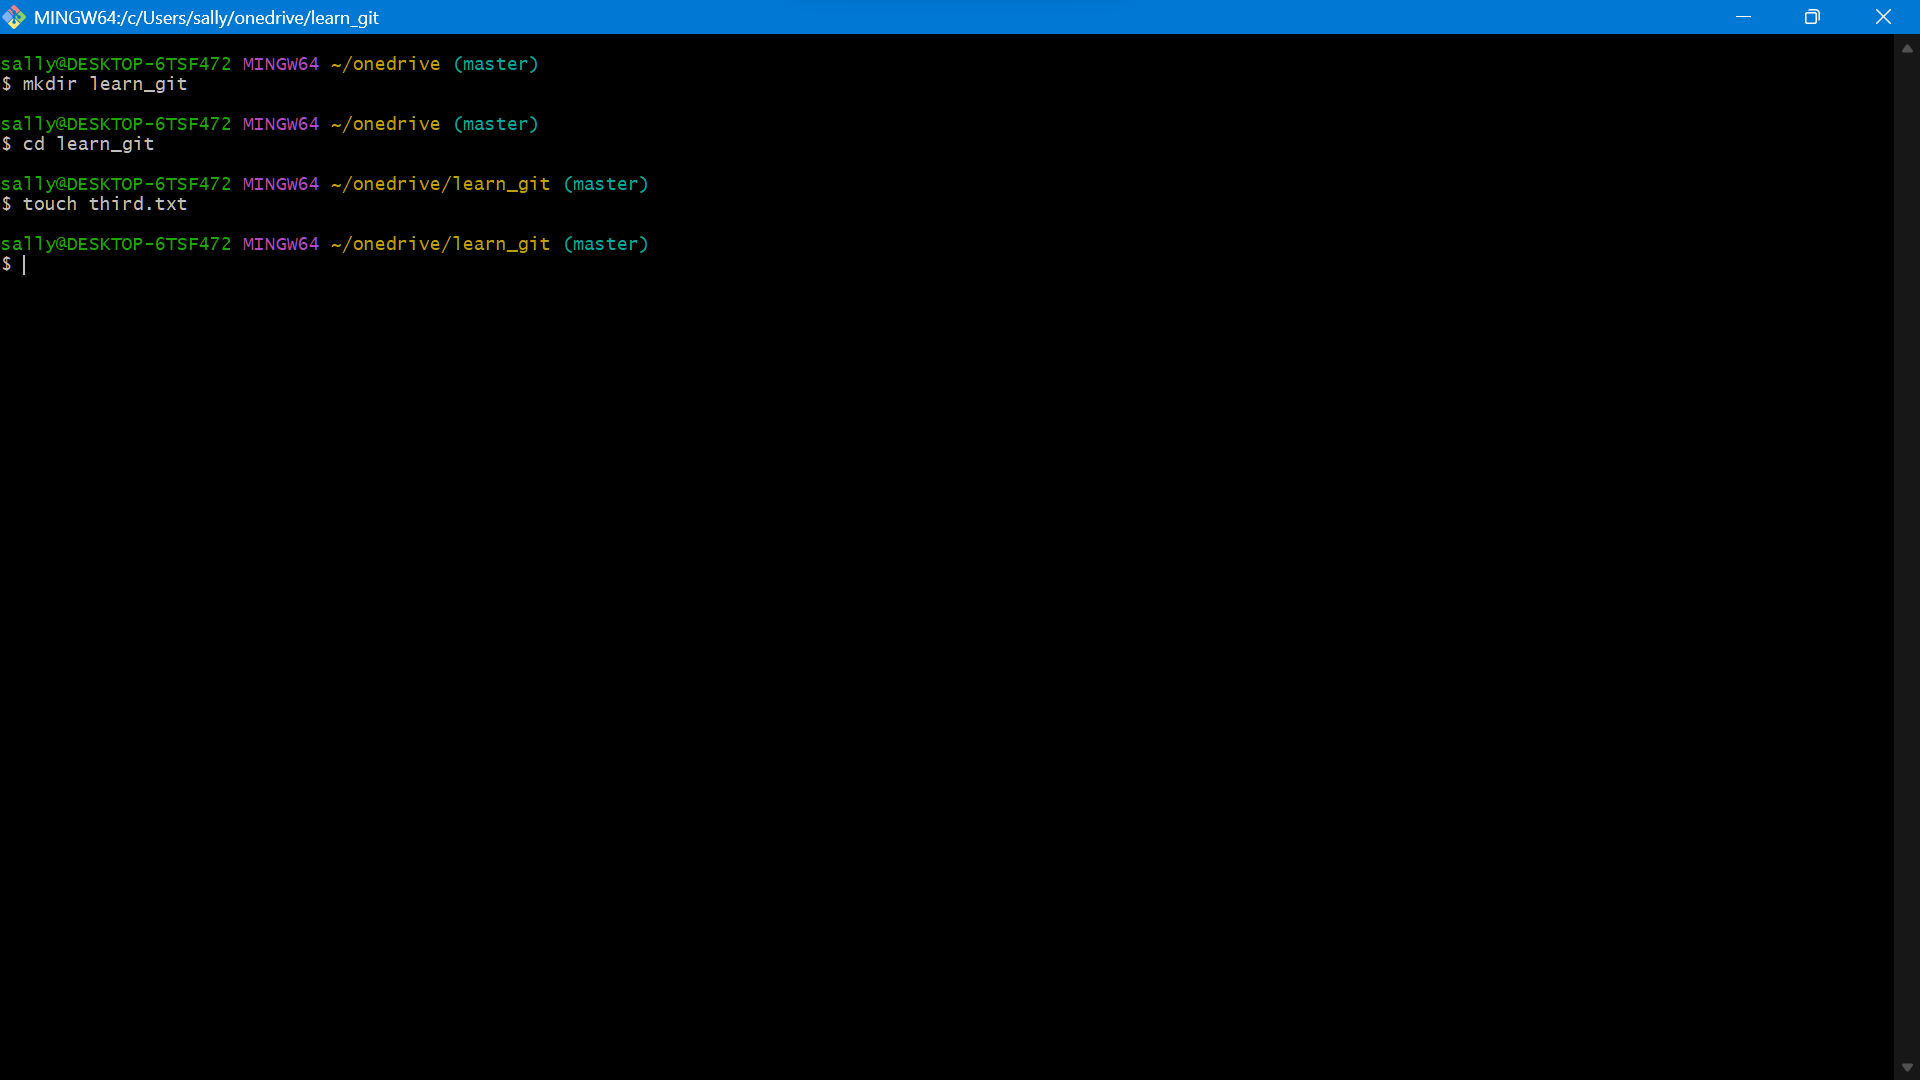 MINGW64:/c/Users/sally/onedrive/learn_git
sally@DESKTOP-6TSF472 MINGW64 ~/onedrive (master)
$ mkdir learn_git
sally@DESKTOP-6TSF472 MINGW64 ~/onedrive (master)
$ cd learn_git
sally@DESKTOP-6TSF472 MINGW64 ~/onedrive/learn_git (master)
$ touch third.txt
sally@DESKTOP-6TSF472 MINGW64 ~/onedrive/learn_git (master)
$